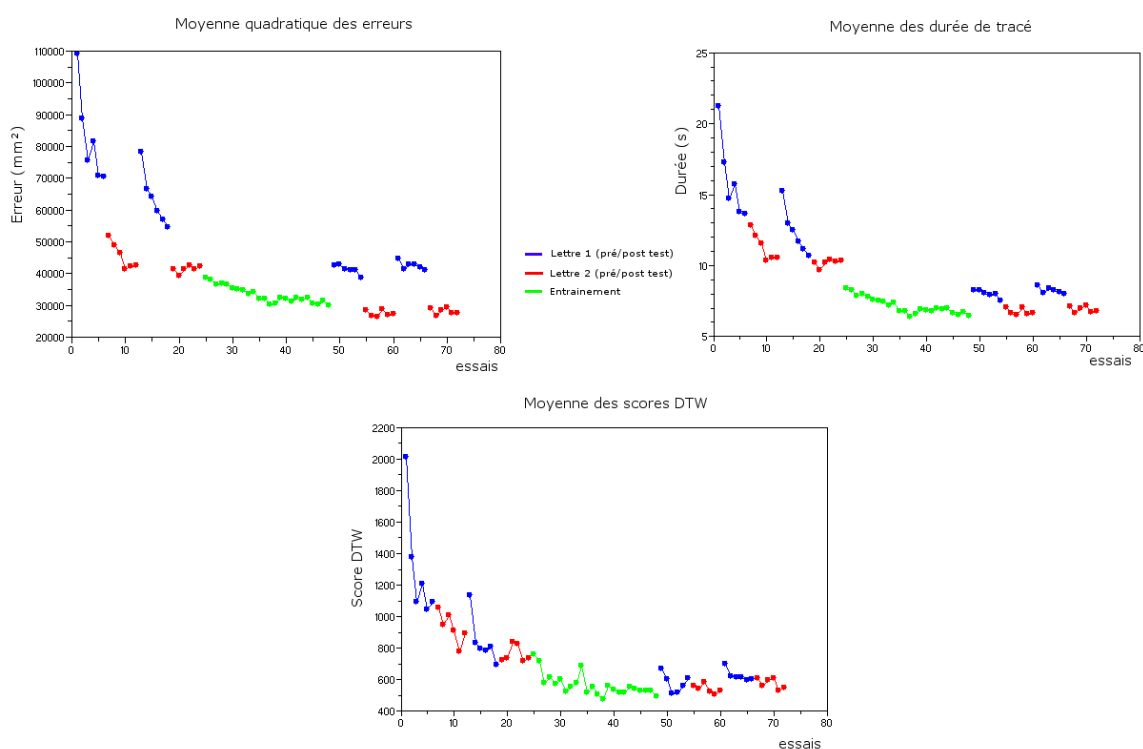 Moyenne quadratique des erreurs
Erreur (mm²)
110000
100000
90000
80000
70000
60000
50000
40000
30000
20000
0 10 20 30 40 50 60 70 80
essais
Lettre 1 (pré/post test)
Lettre 2 (pré/post test)
Entrainement
Moyenne des durée de tracé
Durée (s)
25
20
15
10
5
0 10 20 30 40 50 60 70 80
essais
Moyenne des scores DTW
Score DTW
2200
2000
1800
1600
1400
1200
1000
800
600
400
0 10 20 30 40 50 60 70 80
essais